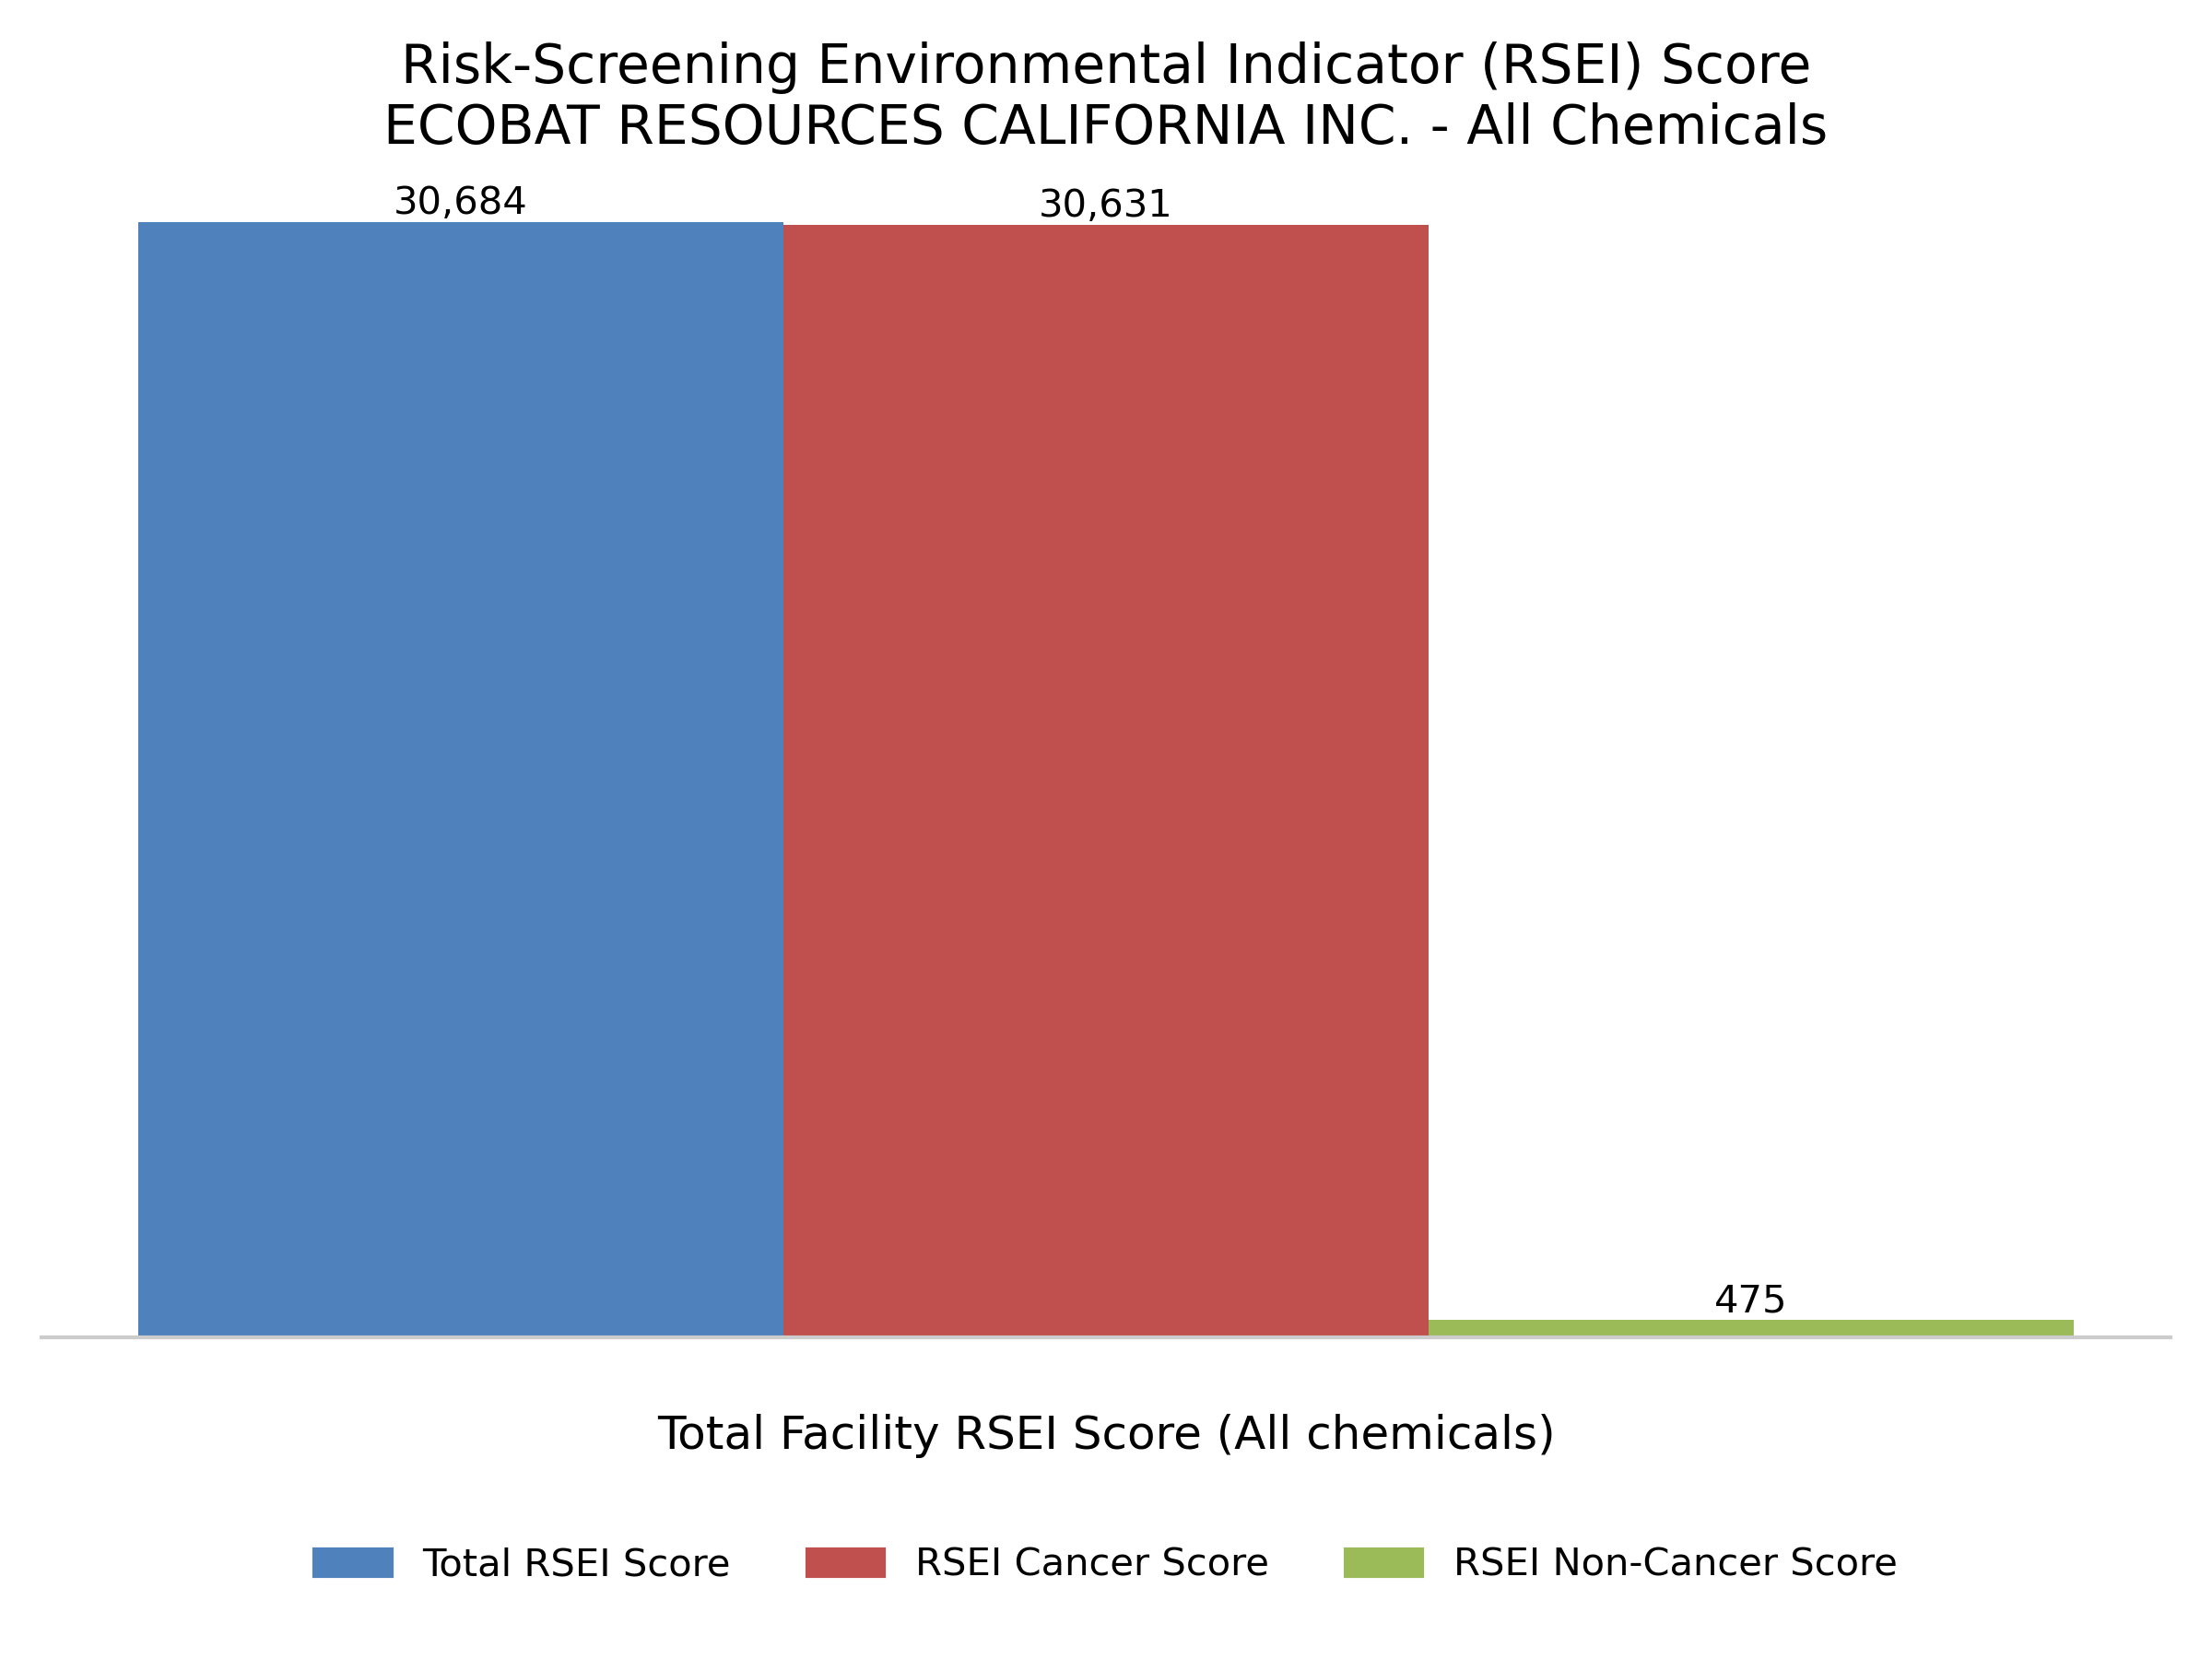 Risk-Screening Environmental Indicator (RSEI) Score
ECOBAT RESOURCES CALIFORNIA INC. - All Chemicals
30,684
30,631
475
Total Facility RSEI Score (All chemicals)
Total RSEI Score
RSEI Cancer Score
RSEI Non-Cancer Score